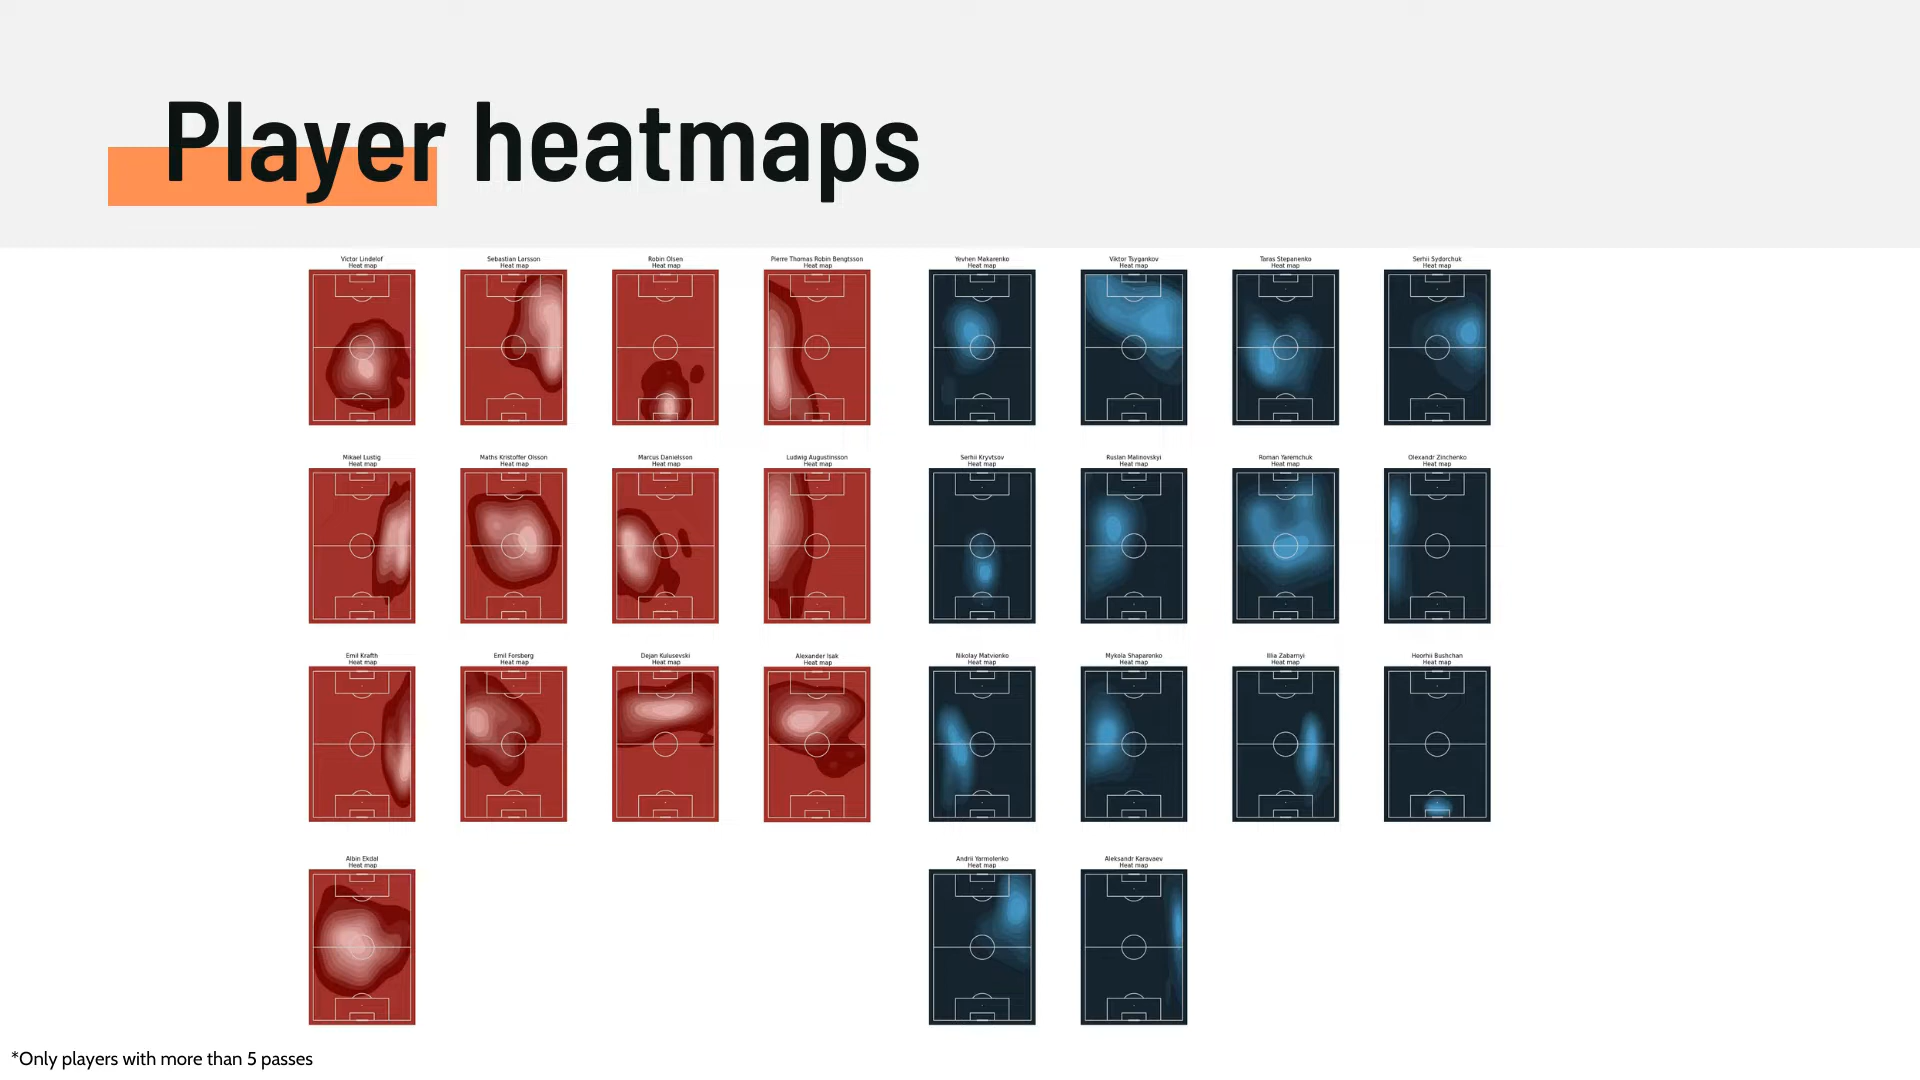 Player heatmaps
Victor Lindelof
Heat map
Sebastian Larsson
Heat map
Robin Olsen
Heat map
Pierre Thomas Robin Bengtsson
Heat map
Yevhen Makarenko
Heat map
Viktor Tsygankov
Heat map
Taras Stepanenko
Heat map
Serhii Sydorchuk
Heat map
Mikael Lustig
Heat map
Maths Kristoffer Olsson
Heat map
Marcus Danielsson
Heat map
Ludwig Augustinsson
Heat map
Serhii Kryvtsov
Heat map
Ruslan Malinovskyi
Heat map
Roman Yaremchuk
Heat map
Olexandr Zinchenko
Heat map
Emil Krafth
Heat map
Emil Forsberg
Heat map
Dejan Kulusevski
Heat map
Alexander Isak
Heat map
Nikolay Matvienko
Heat map
Mykola Shaparenko
Heat map
Illia Zabarnyi
Heat map
Heorhii Bushchan
Heat map
Albin Ekdal
Heat map
Andrii Yarmolenko
Heat map
Aleksandr Karavaev
Heat map
*Only players with more than 5 passes